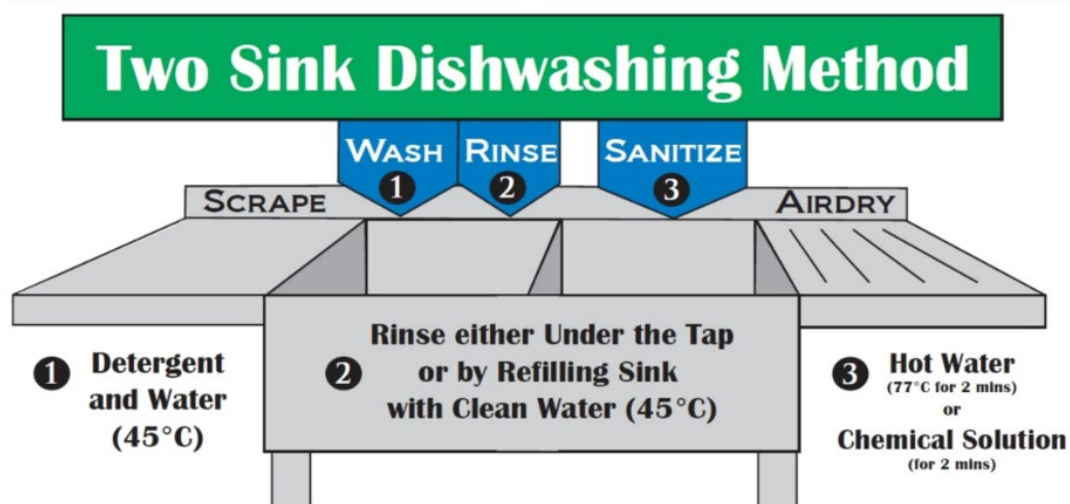 Two Sink Dishwashing Method
WASH
1
RINSE
2
SANITIZE
3
SCRAPE
AIRDRY
1 Detergent
and Water
(45°C)
2 Rinse either Under the Tap
or by Refilling Sink
with Clean Water (45°C)
3 Hot Water
(77°C for 2 mins)
or
Chemical Solution
(for 2 mins)